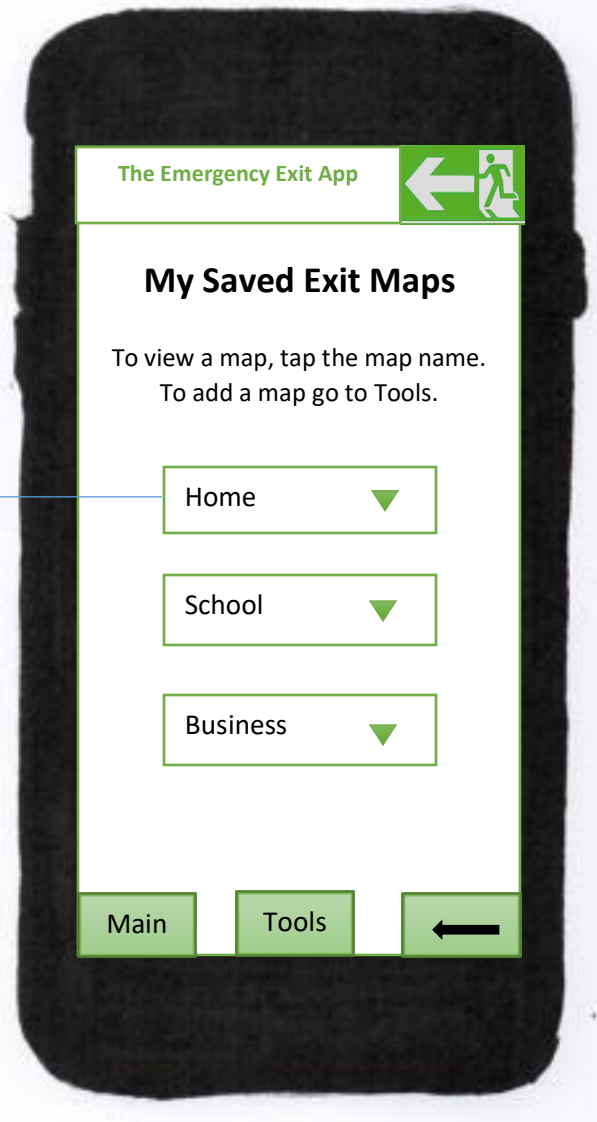 The Emergency Exit App
My Saved Exit Maps
To view a map, tap the map name.
To add a map go to Tools.
Home
School
Business
Main
Tools